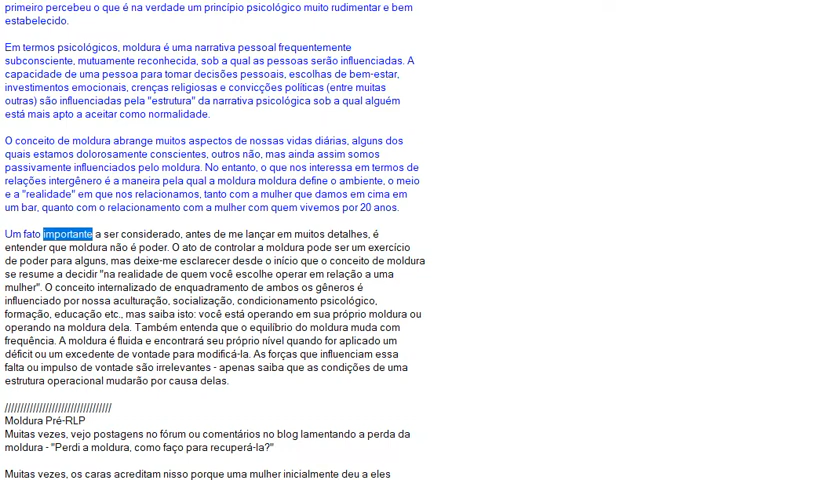 primeiro percebeu o que é na verdade um princípio psicológico muito rudimentar e bem
estabelecido.
Em termos psicológicos, moldura é uma narrativa pessoal frequentemente
subconsciente, mutuamente reconhecida, sob a qual as pessoas serão influenciadas. A
capacidade de uma pessoa para tomar decisões pessoais, escolhas de bem-estar,
investimentos emocionais, crenças religiosas e convicções políticas (entre muitas
outras) são influenciadas pela "estrutura" da narrativa psicológica sob a qual alguém
está mais apto a aceitar como normalidade.
O conceito de moldura abrange muitos aspectos de nossas vidas diárias, alguns dos
quais estamos dolorosamente conscientes, outros não, mas ainda assim somos
passivamente influenciados pelo moldura. No entanto, o que nos interessa em termos de
relações intergênero é a maneira pela qual a moldura moldura define o ambiente, o meio
e a "realidade" em que nos relacionamos, tanto com a mulher que damos em cima em
um bar, quanto com o relacionamento com a mulher com quem vivemos por 20 anos.
Um fato importante a ser considerado, antes de me lançar em muitos detalhes, é
entender que moldura não é poder. O ato de controlar a moldura pode ser um exercício
de poder para alguns, mas deixe-me esclarecer desde o início que o conceito de moldura
se resume a decidir "na realidade de quem você escolhe operar em relação a uma
mulher". O conceito internalizado de enquadramento de ambos os gêneros é
influenciado por nossa aculturação, socialização, condicionamento psicológico,
formação, educação etc., mas saiba isto: você está operando em sua próprio moldura ou
operando na moldura dela. Também entenda que o equilíbrio do moldura muda com
frequência. A moldura é fluida e encontrará seu próprio nível quando for aplicado um
déficit ou um excedente de vontade para modificá-la. As forças que influenciam essa
falta ou impulso de vontade são irrelevantes - apenas saiba que as condições de uma
estrutura operacional mudarão por causa delas.
//////////////////////////////////
Moldura Pré-RLP
Muitas vezes, vejo postagens no fórum ou comentários no blog lamentando a perda da
moldura - "Perdi a moldura, como faço para recuperá-la?"
Muitas vezes, os caras acreditam nisso porque uma mulher inicialmente deu a eles